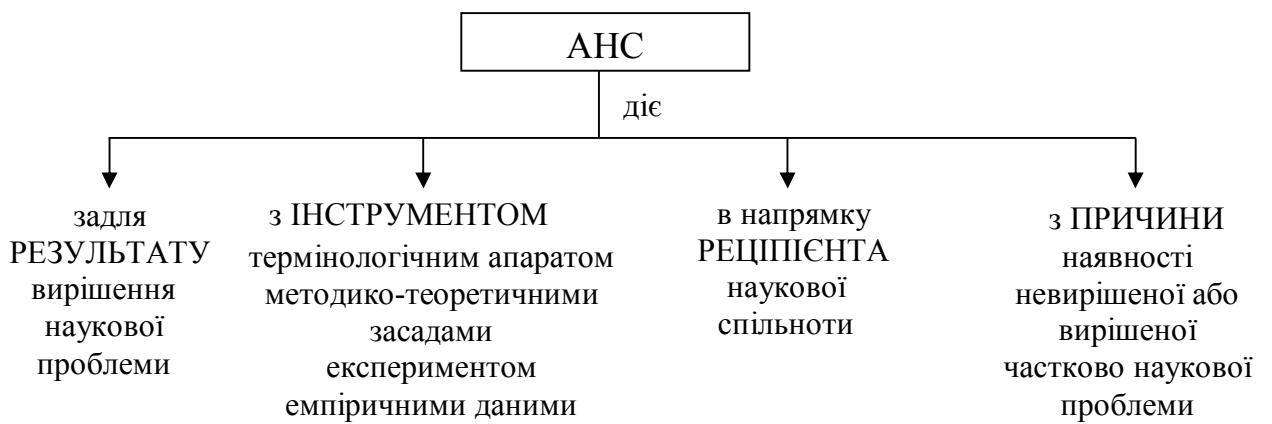 АНС
діє
задля
РЕЗУЛЬТАТУ
вирішення
наукової
проблеми
з ІНСТРУМЕНТОМ
термінологічним апаратом
методико-теоретичними
засадами
експериментом
емпіричними даними
в напрямку
РЕЦІПІЄНТА
наукової
спільноти
з ПРИЧИНИ
наявності
невирішеної або
вирішеної
частково наукової
проблеми